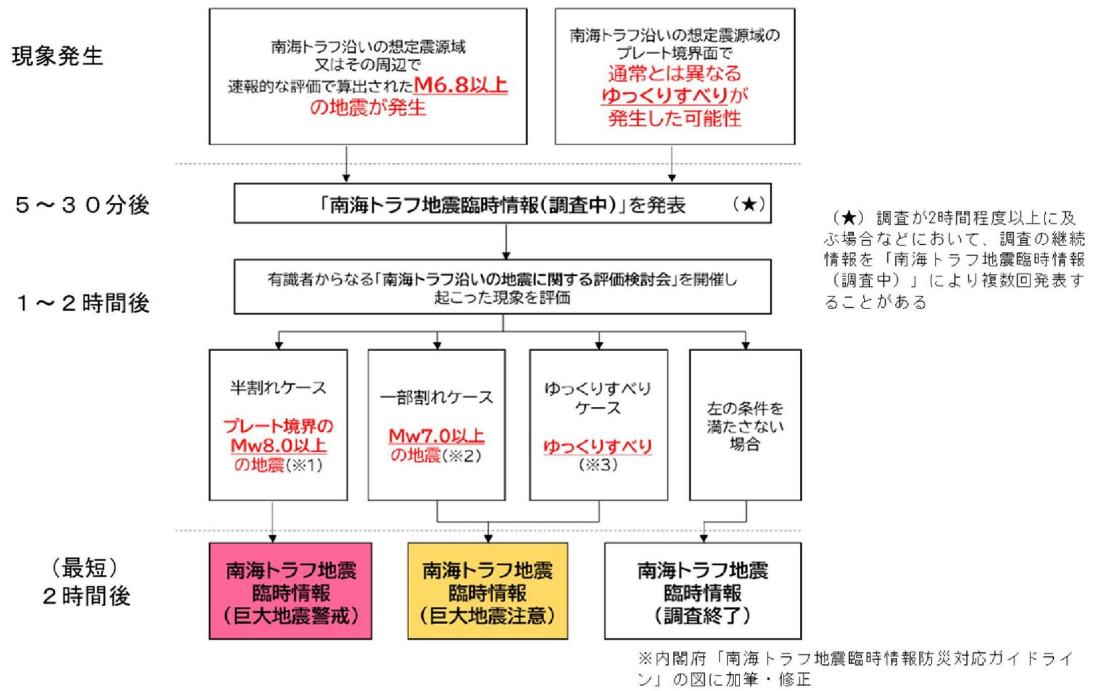 現象発生
南海トラフ沿いの想定震源域
又はその周辺で
速報的な評価で算出されたM6.8以上
の地震が発生
南海トラフ沿いの想定震源域の
プレート境界面で
通常とは異なる
ゆっくりすべりが
発生した可能性
5～30分後
「南海トラフ地震臨時情報(調査中)」を発表 (★)
(★) 調査が2時間程度以上に及
ぶ場合などにおいて、調査の継続
情報を「南海トラフ地震臨時情報
(調査中)」により複数回発表す
ることがある
1～2時間後
有識者からなる「南海トラフ沿いの地震に関する評価検討会」を開催し
起こった現象を評価
半割れケース
プレート境界の
Mw8.0以上
の地震(※1)
一部割れケース
Mw7.0以上
の地震(※2)
ゆっくりすべり
ケース
ゆっくりすべり
(※3)
左の条件を
満たさない
場合
(最短)
2時間後
南海トラフ地震
臨時情報
(巨大地震警戒)
南海トラフ地震
臨時情報
(巨大地震注意)
南海トラフ地震
臨時情報
(調査終了)
※内閣府「南海トラフ地震臨時情報防災対応ガイドライ
ン」の図に加筆・修正